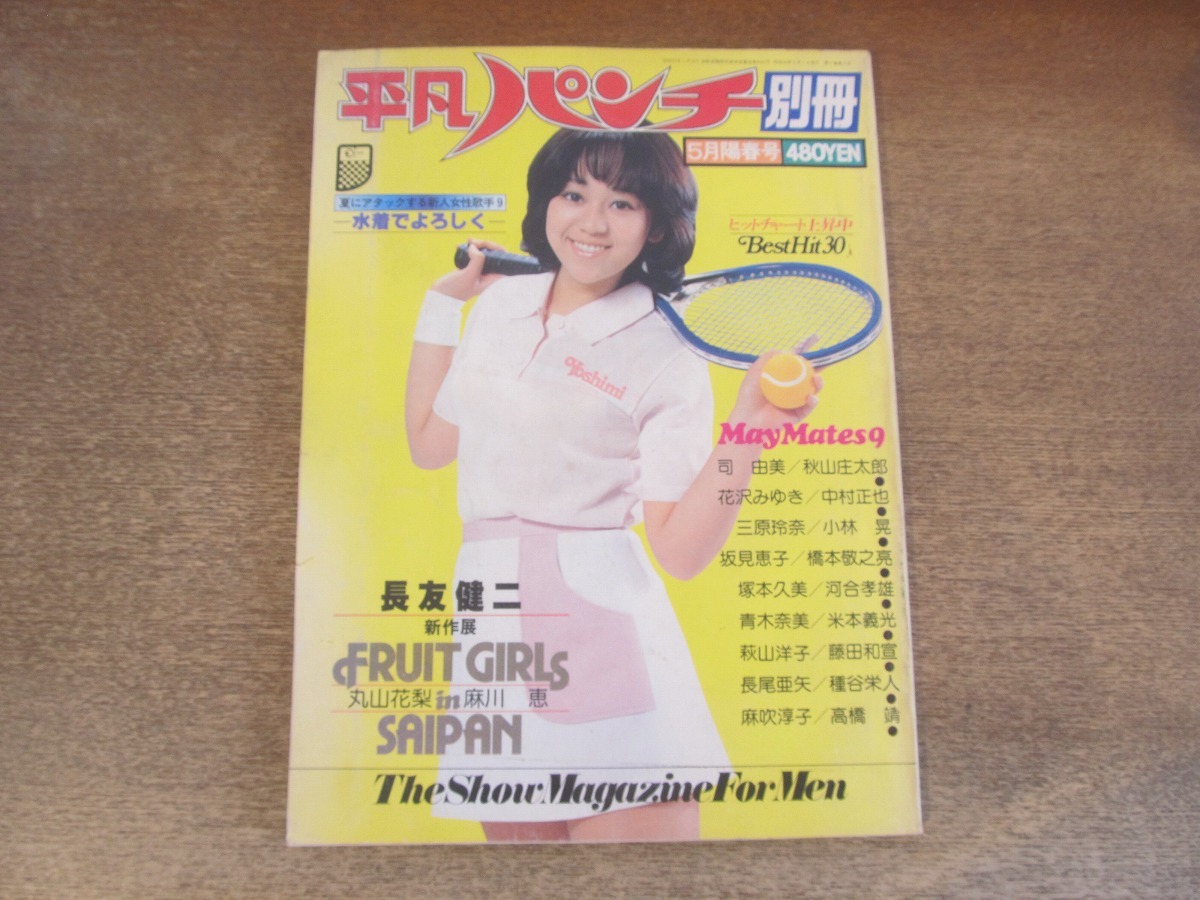 平凡パンチ別冊
5月陽春号 480YEN
夏にアタックする新人女性歌手9
水着でよろしく
ヒットチャート上昇中
BestHit30
Yoshimi
MayMates9
司 由美/秋山庄太郎
花沢みゆき/中村正也
三原玲奈/小林 晃
坂見恵子/橋本敬之亮
塚本久美/河合孝雄
青木奈美/米本義光
萩山洋子/藤田和宣
長尾亜矢/種谷栄人
麻吹淳子/高橋 靖
長友健二
新作展
FRUIT GIRLS
丸山花梨 in 麻川 恵
SAIPAN
The Show Magazine For Men